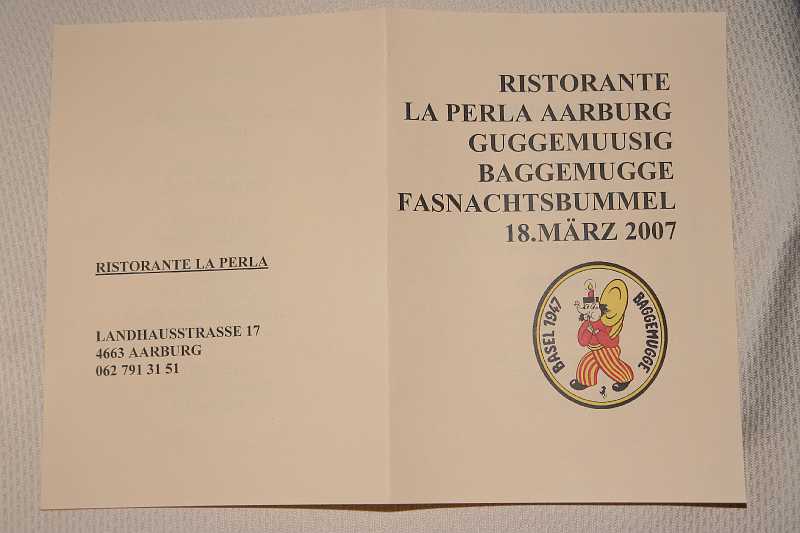 RISTORANTE LA PERLA
LANDHAUSSTRASSE 17
4663 AARBURG
062 791 31 51
RISTORANTE
LA PERLA AARBURG
GUGGEMUUSIG
BAGGEMUGGE
FASNACHTSBUMMEL
18.MÄRZ 2007
BASEL 1947
BAGGEMUGGE